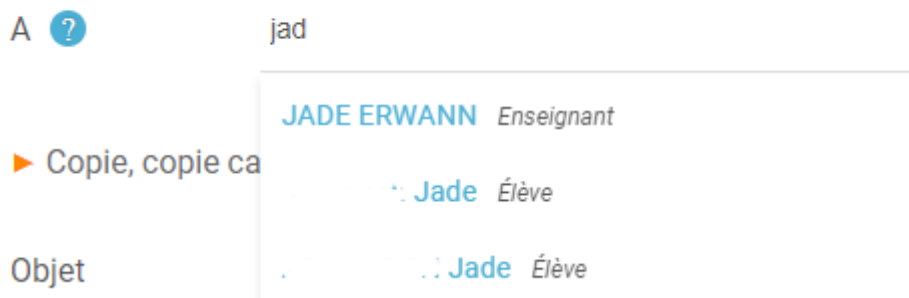 A ? jad
JADE ERWANN Enseignant
Copie, copie ca
Jade Élève
Objet
Jade Élève